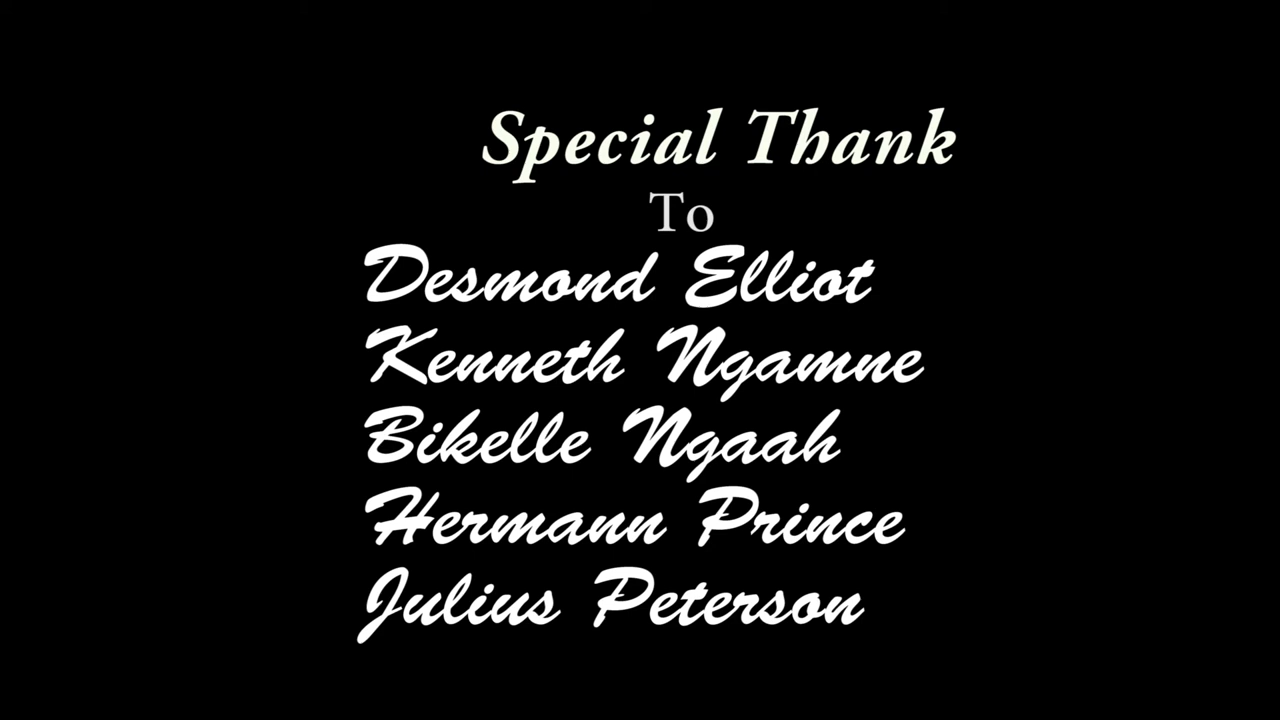 Special Thank
To
Desmond Elliot
Kenneth Ngamne
Bikelle Ngaah
Hermann Prince
Julius Peterson